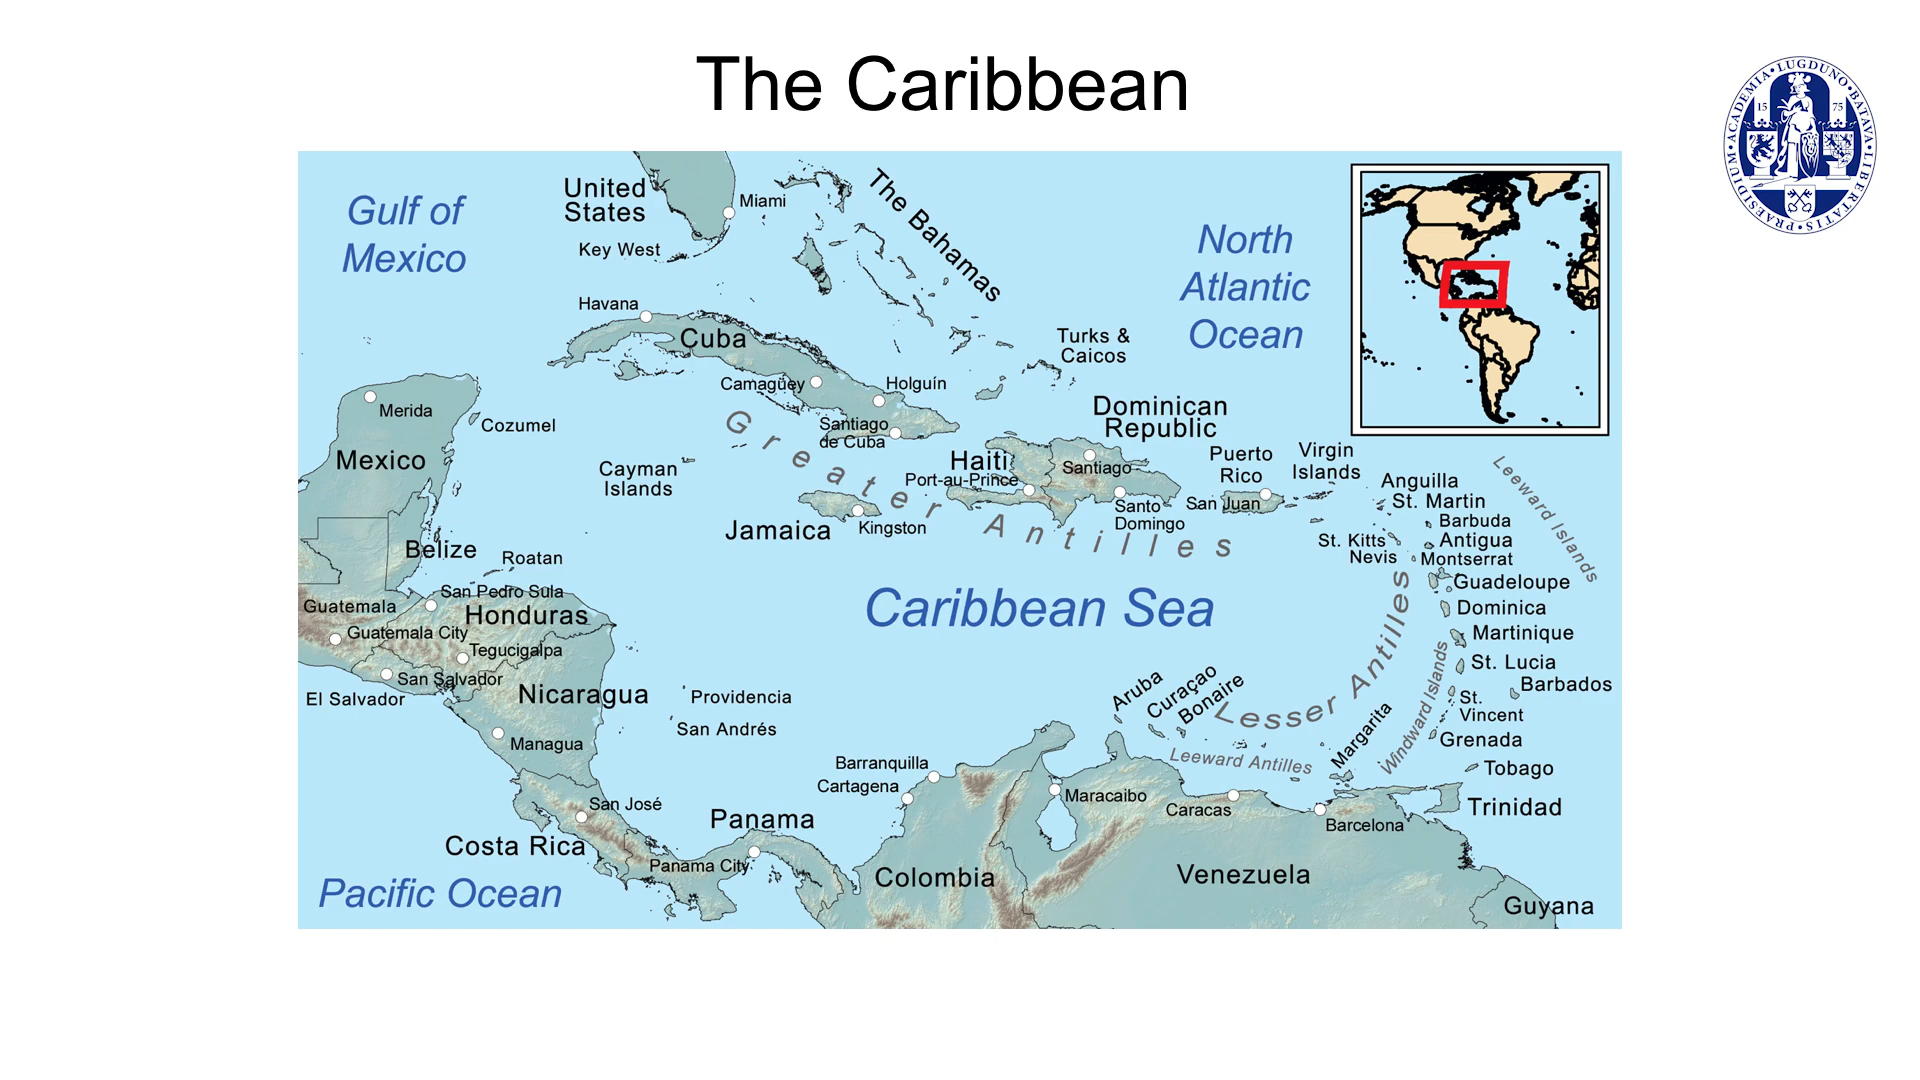 The Caribbean
ACADEMIA • LUGDUNO • BATAVA • LIBERTATIS • PRAESIDIUM
15 75
Gulf of
Mexico
United
States
Miami
Key West
The Bahamas
North
Atlantic
Ocean
Havana
Cuba
Camagüey
Holguín
Santiago
de Cuba
Turks &
Caicos
Merida
Cozumel
Mexico
Cayman
Islands
Greater Antilles
Jamaica
Kingston
Haiti
Port-au-Prince
Dominican
Republic
Santiago
Santo
Domingo
Puerto
Rico
San Juan
Virgin
Islands
Anguilla
St. Martin
Barbuda
Antigua
Montserrat
St. Kitts
Nevis
Leeward Islands
Guadeloupe
Dominica
Martinique
St. Lucia
Barbados
St.
Vincent
Grenada
Tobago
Trinidad
Lesser Antilles
Windward Islands
Caribbean Sea
Belize
Roatan
San Pedro Sula
Guatemala
Honduras
Guatemala City
Tegucigalpa
San Salvador
El Salvador
Nicaragua
Managua
Providencia
San Andrés
Aruba
Curaçao
Bonaire
Leeward Antilles
Margarita
Barranquilla
Cartagena
Maracaibo
Caracas
Barcelona
San José
Costa Rica
Panama
Panama City
Pacific Ocean
Colombia
Venezuela
Guyana